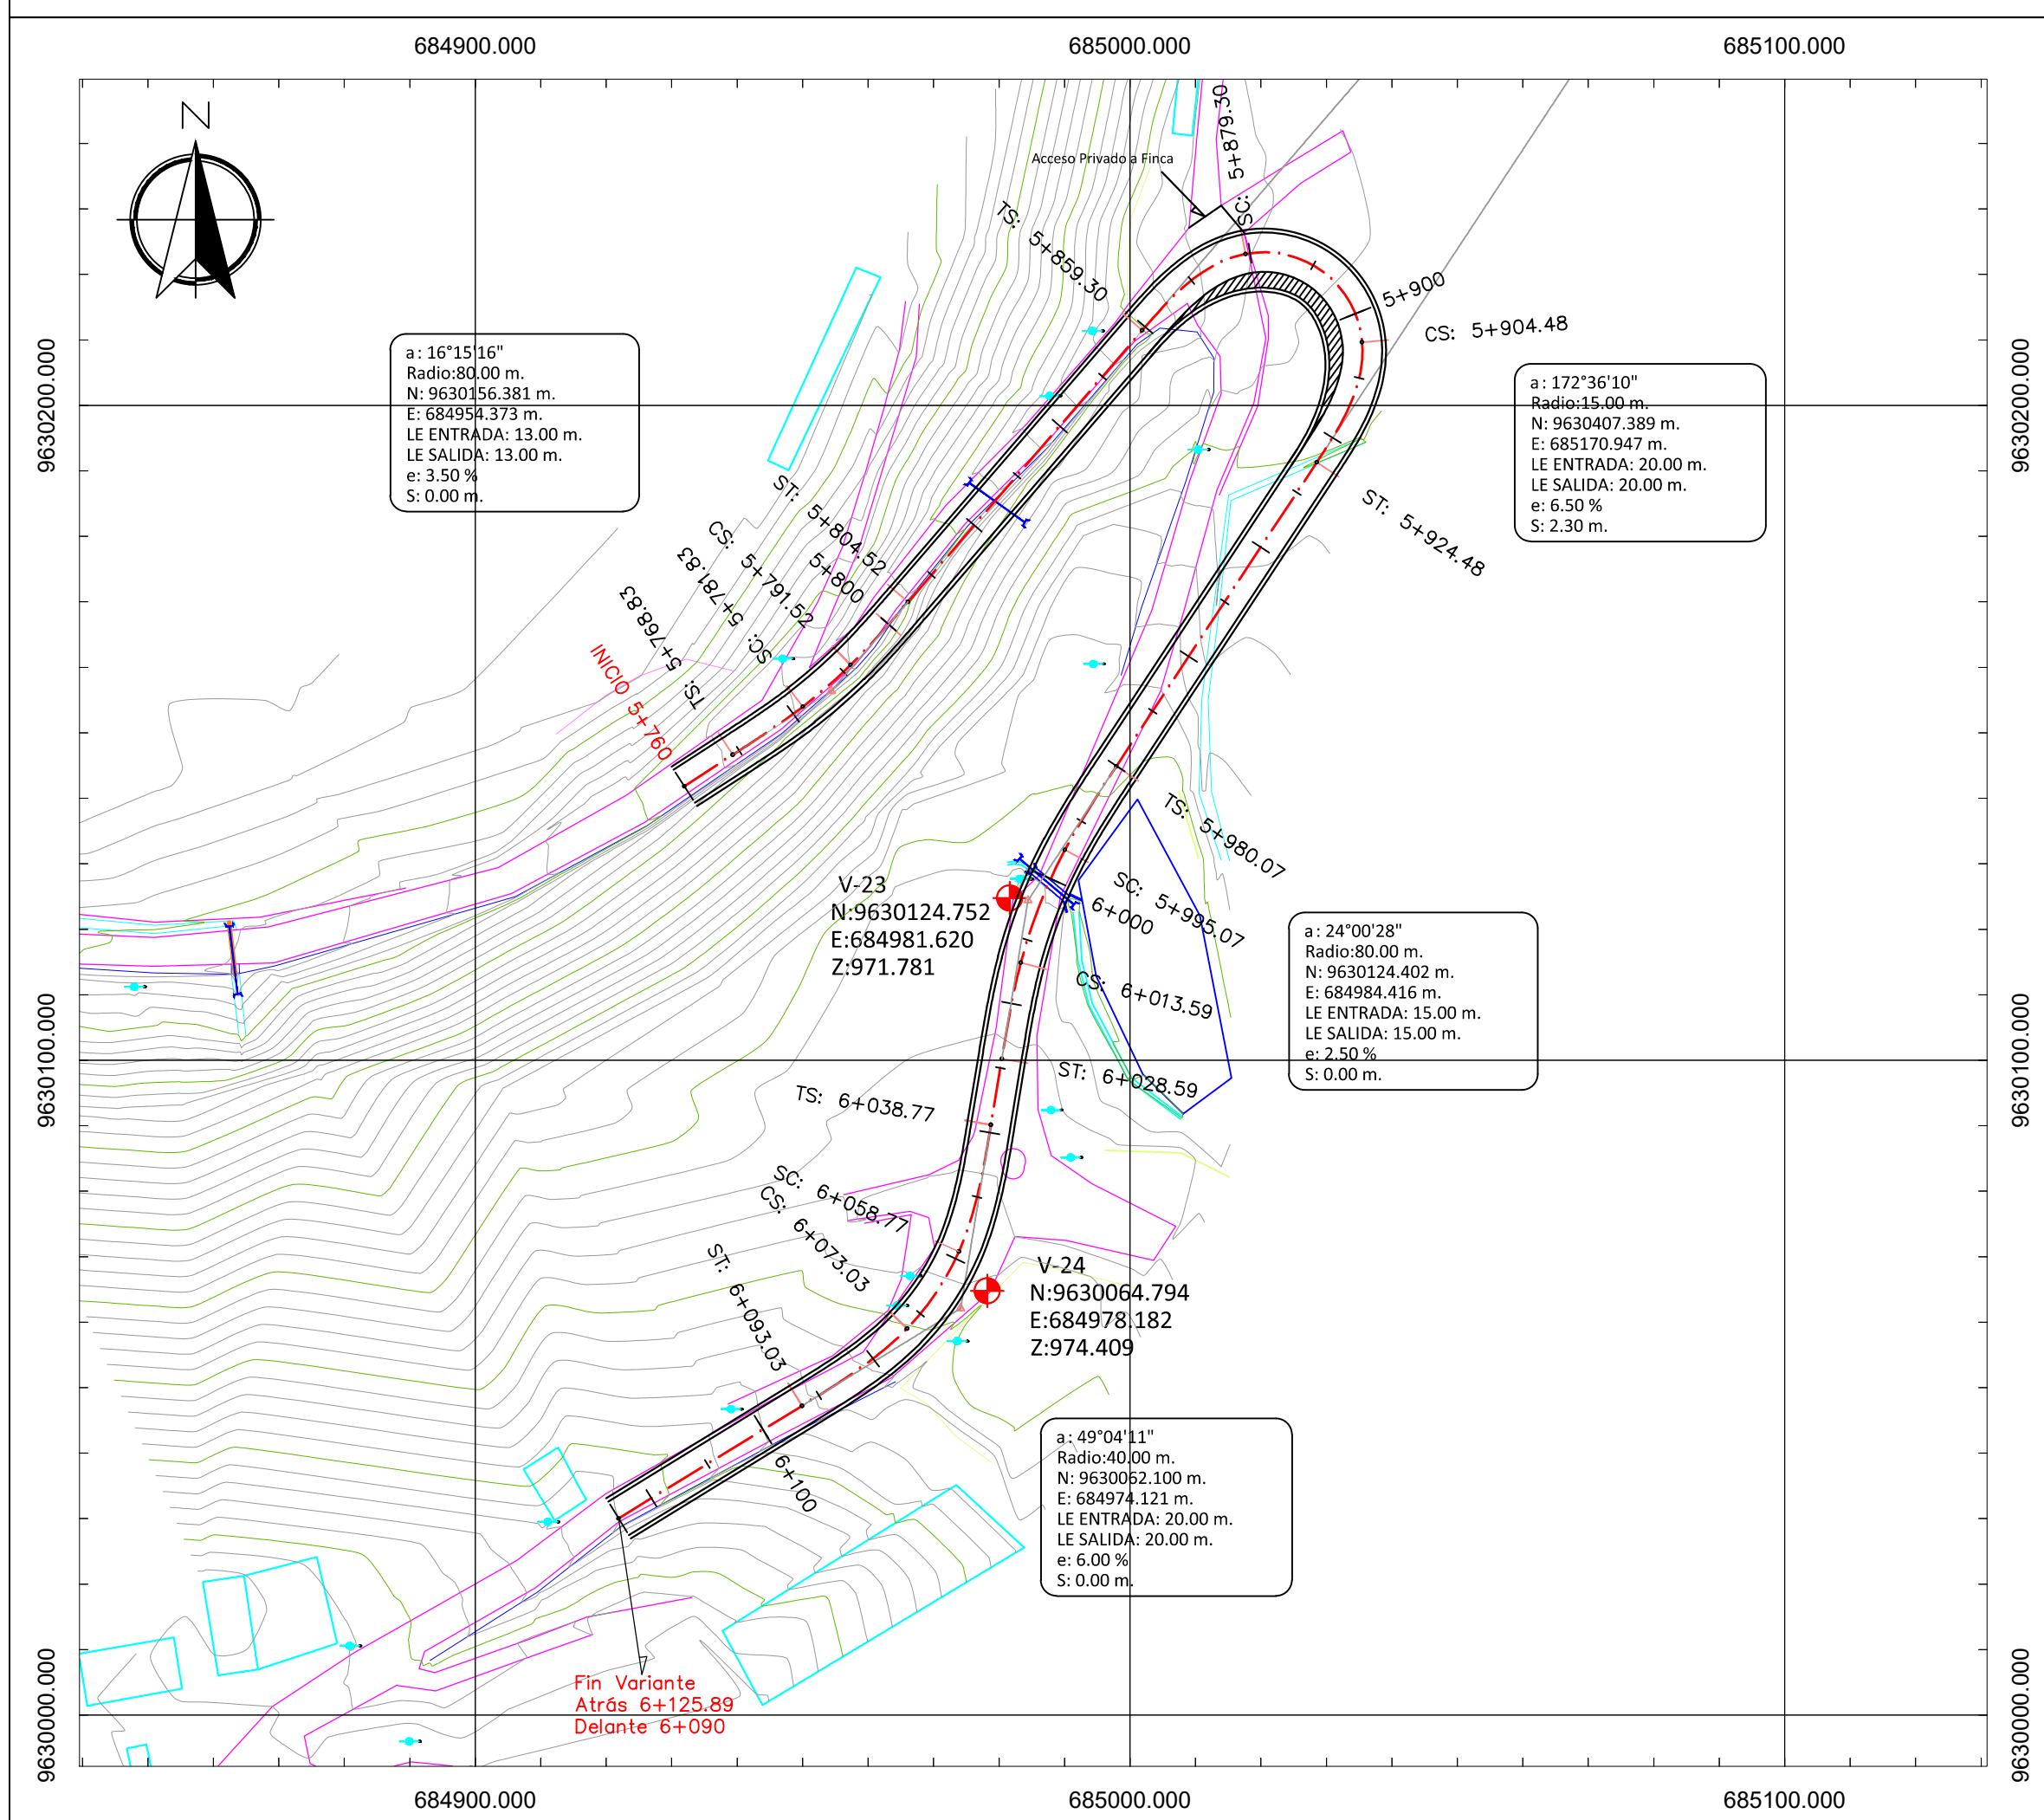 684900.000
685000.000
685100.000
N
9630200.000
9630200.000
Acceso Privado a Finca
SC: 5+879.30
TS: 5+859.30
5+900
CS: 5+904.48
a: 16°15'16"
Radio:80.00 m.
N: 9630156.381 m.
E: 684954.373 m.
LE ENTRADA: 13.00 m.
LE SALIDA: 13.00 m.
e: 3.50 %
S: 0.00 m.
a: 172°36'10"
Radio:15.00 m.
N: 9630407.389 m.
E: 685170.947 m.
LE ENTRADA: 20.00 m.
LE SALIDA: 20.00 m.
e: 6.50 %
S: 2.30 m.
ST: 5+924.48
ST: 5+804.52
5+800
CS: 5+791.52
SC: 5+781.83
TS: 5+768.83
INICIO 5+760
TS: 5+980.07
SC: 5+995.07
6+000
V-23
N:9630124.752
E:684981.620
Z:971.781
CS: 6+013.59
a: 24°00'28"
Radio:80.00 m.
N: 9630124.402 m.
E: 684984.416 m.
LE ENTRADA: 15.00 m.
LE SALIDA: 15.00 m.
e: 2.50 %
S: 0.00 m.
9630100.000
9630100.000
ST: 6+028.59
TS: 6+038.77
SC: 6+058.77
CS: 6+073.03
ST: 6+093.03
V-24
N:9630064.794
E:684978.182
Z:974.409
6+100
a: 49°04'11"
Radio:40.00 m.
N: 9630062.100 m.
E: 684974.121 m.
LE ENTRADA: 20.00 m.
LE SALIDA: 20.00 m.
e: 6.00 %
S: 0.00 m.
Fin Variante
Atrás 6+125.89
Delante 6+090
9630000.000
9630000.000
684900.000
685000.000
685100.000